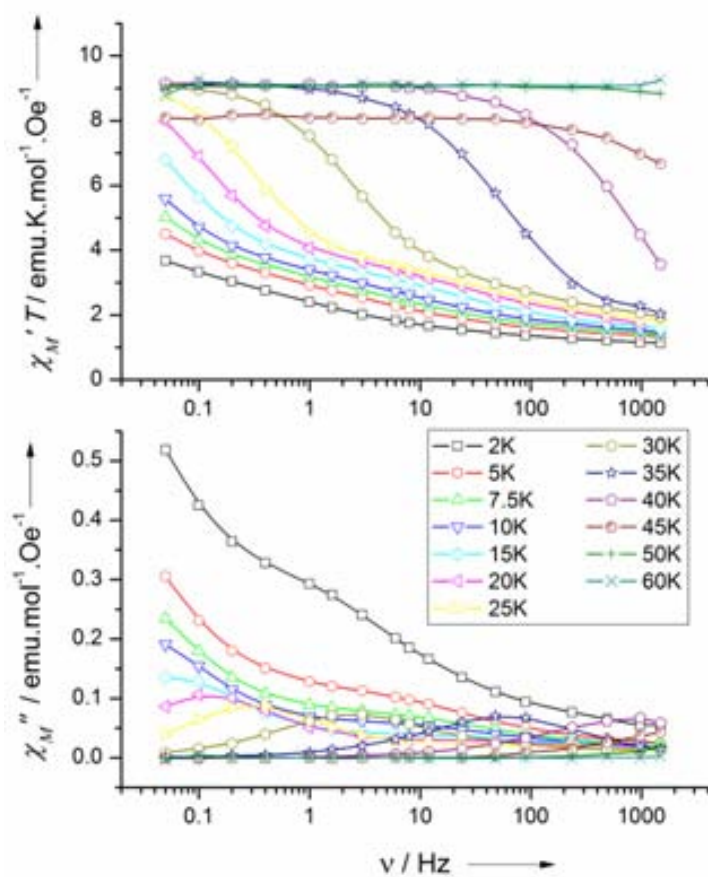 χM' T / emu.K.mol-1.Oe-1
10
8
6
4
2
0
0.1 1 10 100 1000
χM'' / emu.mol-1.Oe-1
0.5
0.4
0.3
0.2
0.1
0.0
2K 30K
5K 35K
7.5K 40K
10K 45K
15K 50K
20K 60K
25K
0.1 1 10 100 1000
ν / Hz